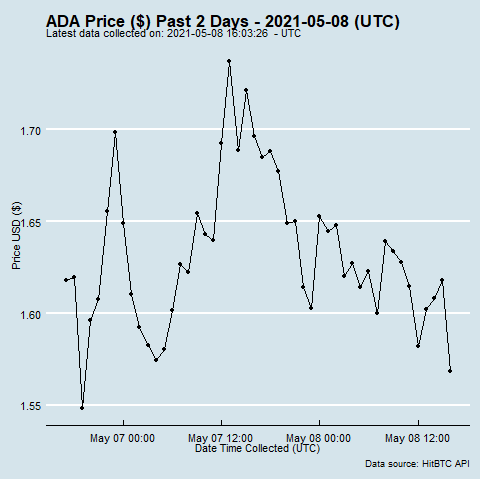 ADA Price ($) Past 2 Days - 2021-05-08 (UTC)
Latest data collected on: 2021-05-08 16:03:26 - UTC
1.70
1.65
1.60
1.55
Price USD ($)
May 07 00:00 May 07 12:00 May 08 00:00 May 08 12:00
Date Time Collected (UTC)
Data source: HitBTC API